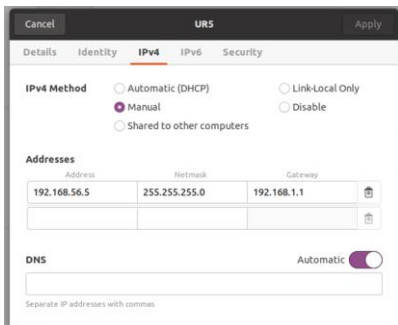 Cancel UR5 Apply
Details Identity IPv4 IPv6 Security
IPv4 Method Automatic (DHCP) Link-Local Only
Manual Disable
Shared to other computers
Addresses
Address Netmask Gateway
192.168.56.5 255.255.255.0 192.168.1.1
DNS Automatic
Separate IP addresses with commas